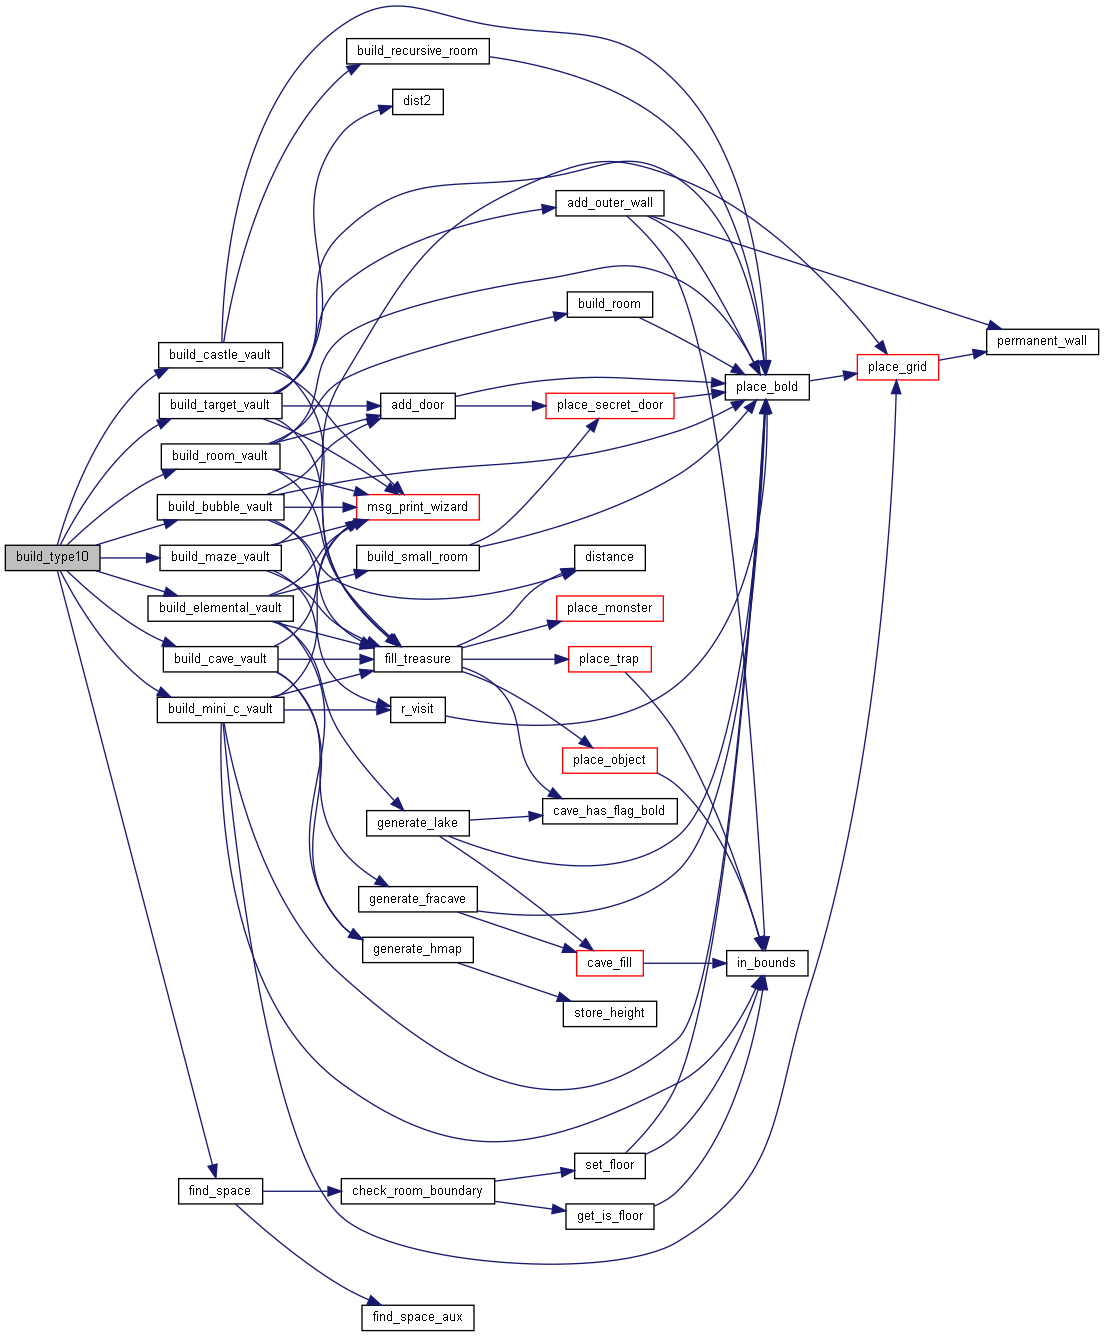 build_recursive_room
dist2
add_outer_wall
build_room
permanent_wall
build_castle_vault
place_grid
place_bold
build_target_vault
add_door
place_secret_door
build_room_vault
build_bubble_vault
msg_print_wizard
build_type10
build_maze_vault
build_small_room
distance
build_elemental_vault
place_monster
build_cave_vault
fill_treasure
place_trap
build_mini_c_vault
r_visit
place_object
cave_has_flag_bold
generate_lake
generate_fracave
generate_hmap
cave_fill
in_bounds
store_height
set_floor
find_space
check_room_boundary
get_is_floor
find_space_aux